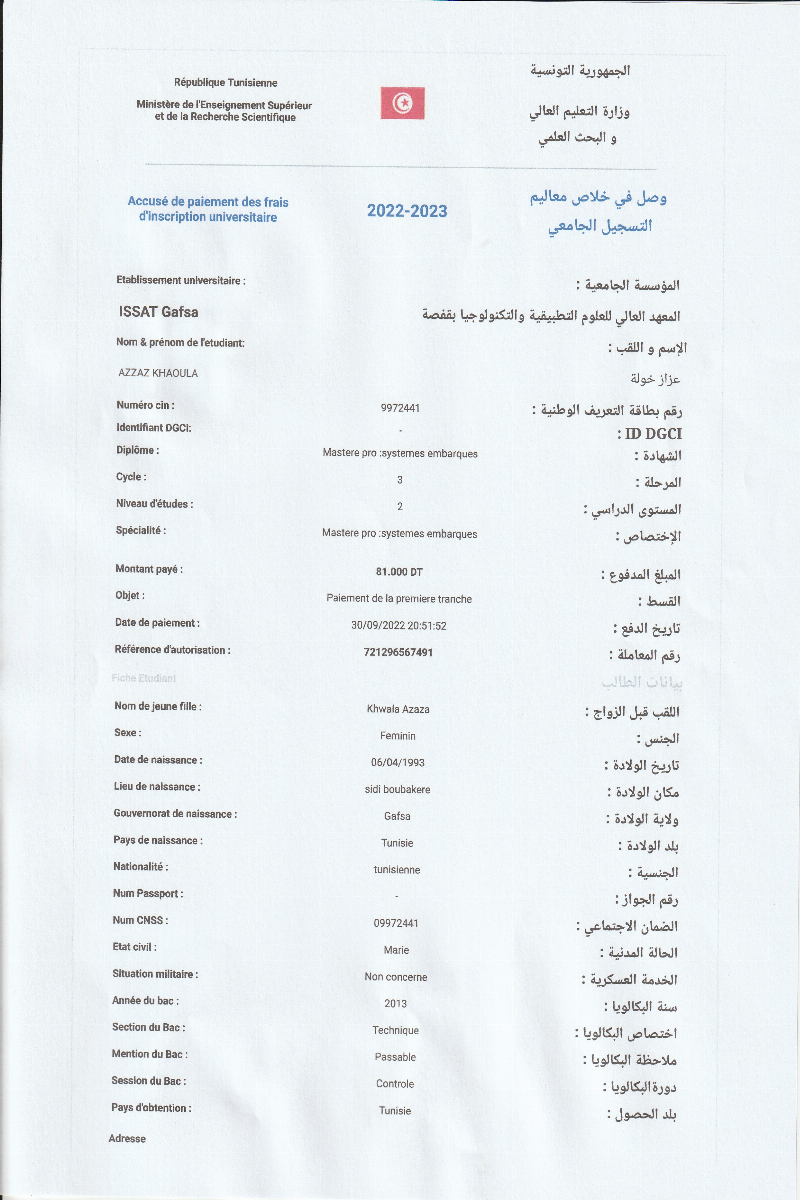 République Tunisienne
Ministère de l'Enseignement Supérieur
et de la Recherche Scientifique
الجمهورية التونسية
وزارة التعليم العالي
و البحث العلمي
Accusé de paiement des frais
d'inscription universitaire
2022-2023
وصل في خلاص معاليم
التسجيل الجامعي
Etablissement universitaire : المؤسسة الجامعية :
ISSAT Gafsa المعهد العالي للعلوم التطبيقية والتكنولوجيا بقفصة
Nom & prénom de l'etudiant: الإسم و اللقب :
AZZAZ KHAOULA عزاز خولة
Numéro cin : 9972441 رقم بطاقة التعريف الوطنية :
Identifiant DGCI: - ID DGCI :
Diplôme : Mastere pro :systemes embarques الشهادة :
Cycle : 3 المرحلة :
Niveau d'études : 2 المستوى الدراسي :
Spécialité : Mastere pro :systemes embarques الإختصاص :
Montant payé : 81.000 DT المبلغ المدفوع :
Objet : Paiement de la premiere tranche القسط :
Date de paiement : 30/09/2022 20:51:52 تاريخ الدفع :
Référence d'autorisation : 721296567491 رقم المعاملة :
Fiche Etudiant بيانات الطالب
Nom de jeune fille : Khwala Azaza اللقب قبل الزواج :
Sexe : Feminin الجنس :
Date de naissance : 06/04/1993 تاريخ الولادة :
Lieu de naissance : sidi boubakere مكان الولادة :
Gouvernorat de naissance : Gafsa ولاية الولادة :
Pays de naissance : Tunisie بلد الولادة :
Nationalité : tunisienne الجنسية :
Num Passport : - رقم الجواز :
Num CNSS : 09972441 الضمان الاجتماعي :
Etat civil : Marie الحالة المدنية :
Situation militaire : Non concerne الخدمة العسكرية :
Année du bac : 2013 سنة البكالويا :
Section du Bac : Technique اختصاص البكالويا :
Mention du Bac : Passable ملاحظة البكالويا :
Session du Bac : Controle دورة البكالويا :
Pays d'obtention : Tunisie بلد الحصول :
Adresse